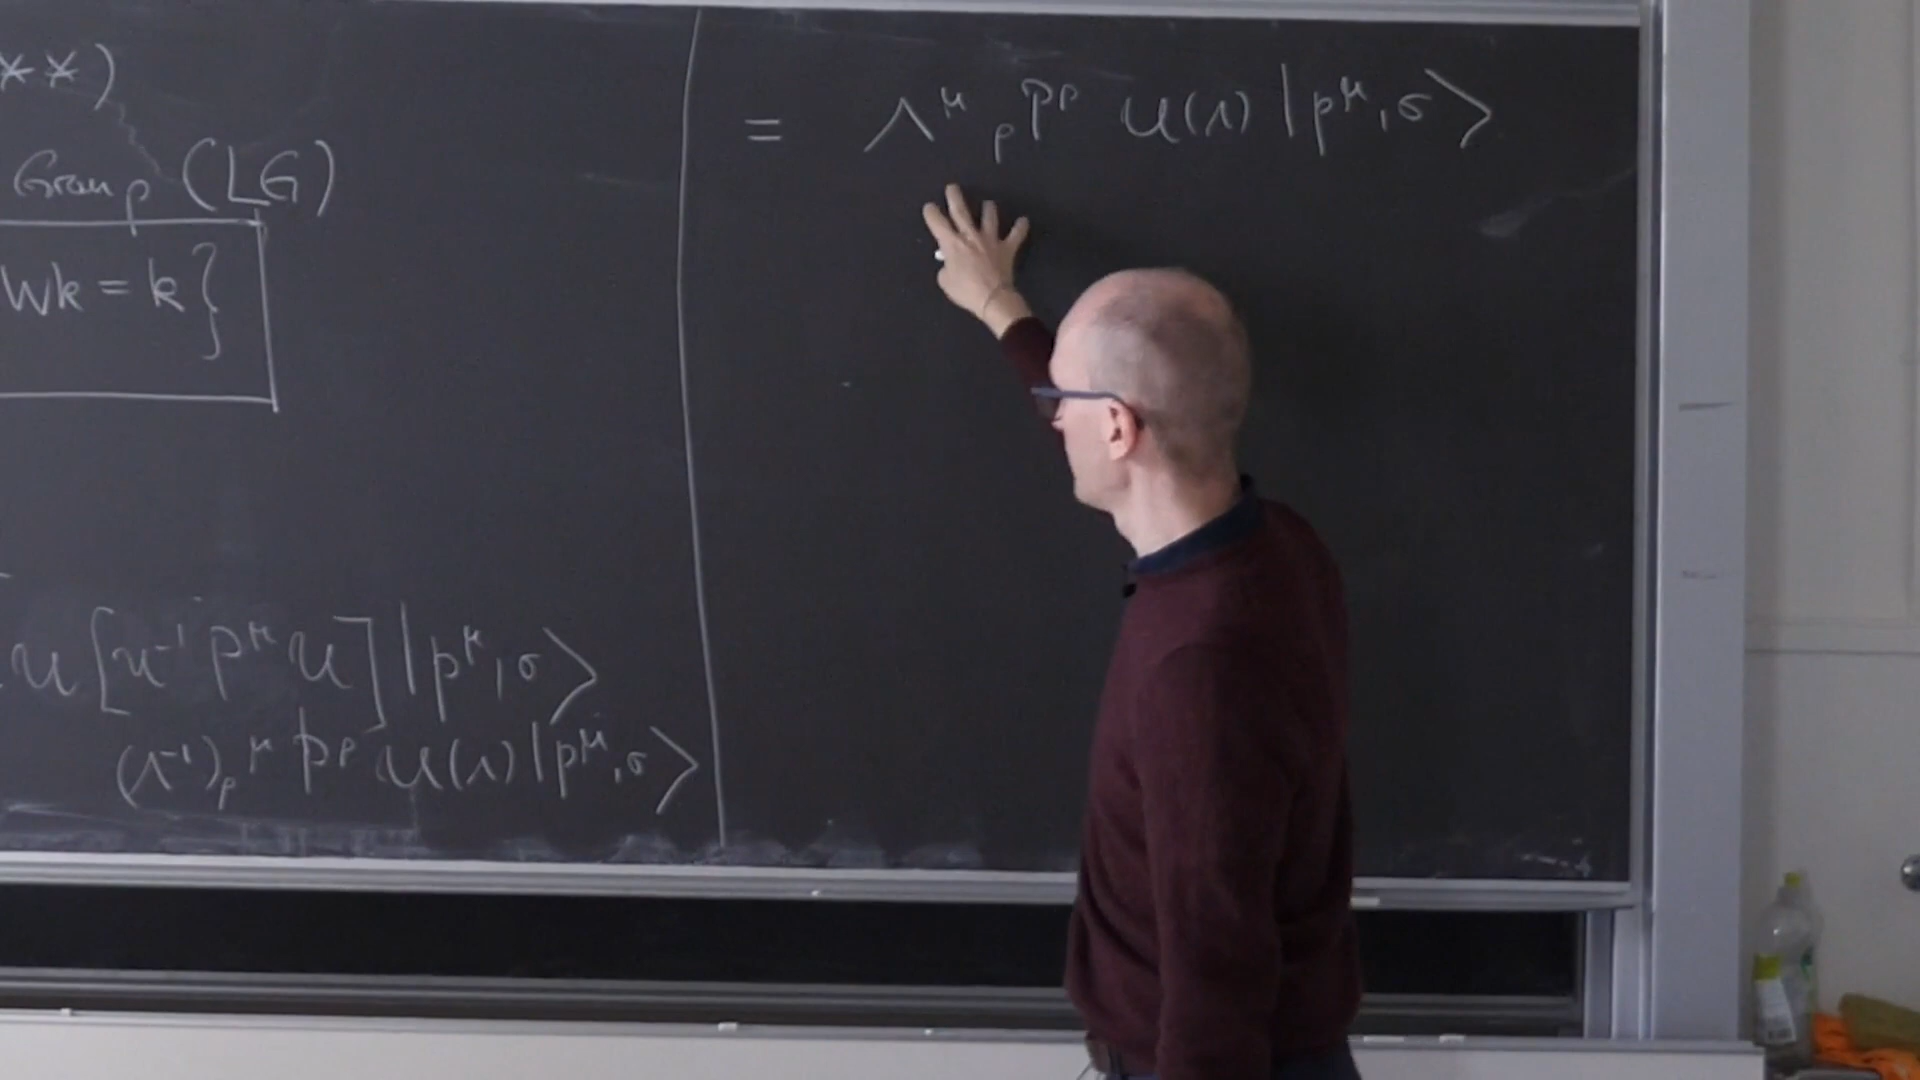 **)
Group (LG)
Wk = k}
u[u⁻¹ P^μ u] |p^μ, σ⟩
(Λ⁻¹)_ρ^μ p^ρ u(Λ) |p^μ, σ⟩
= Λ^μ_ρ p^ρ u(Λ) |p^μ, σ⟩